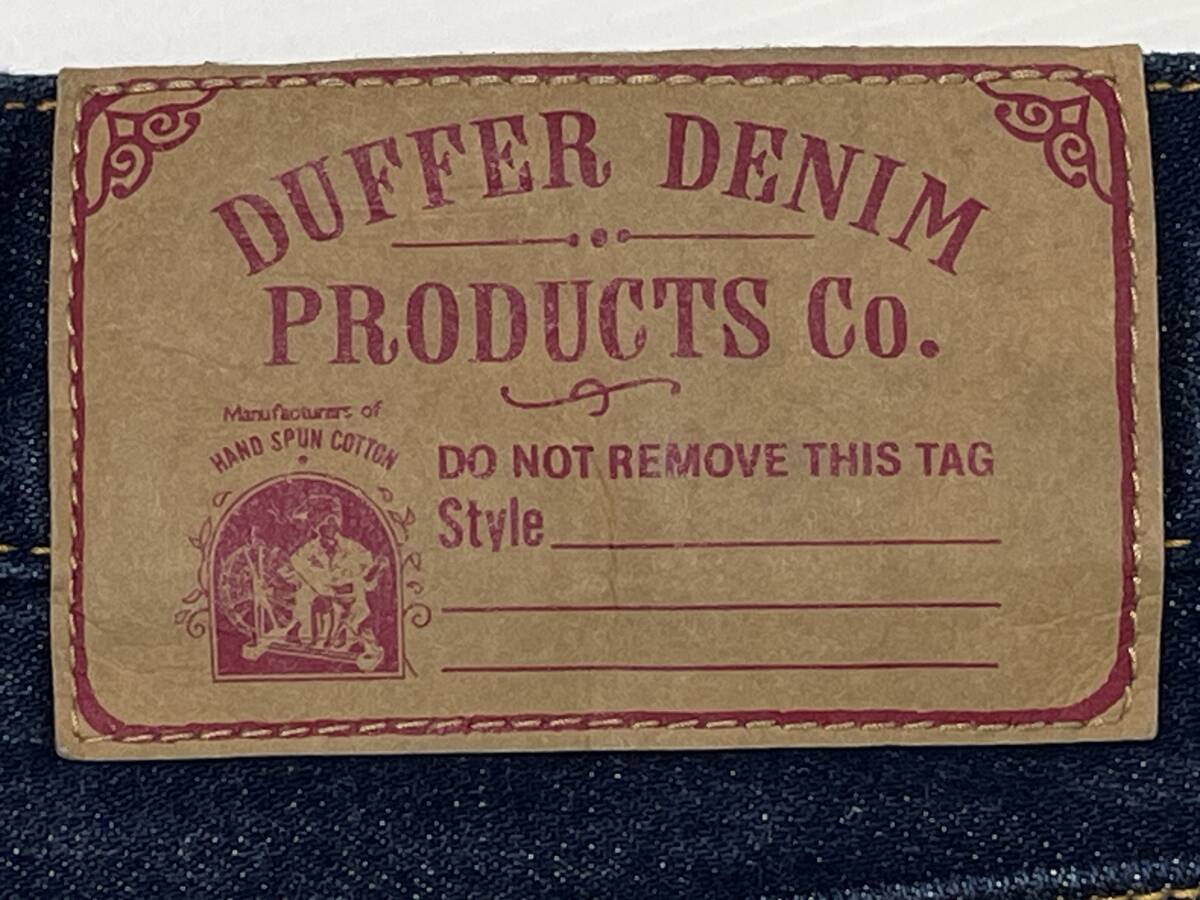 DUFFER DENIM
PRODUCTS Co.
Manufacturers of
HAND SPUN COTTON
DO NOT REMOVE THIS TAG
Style